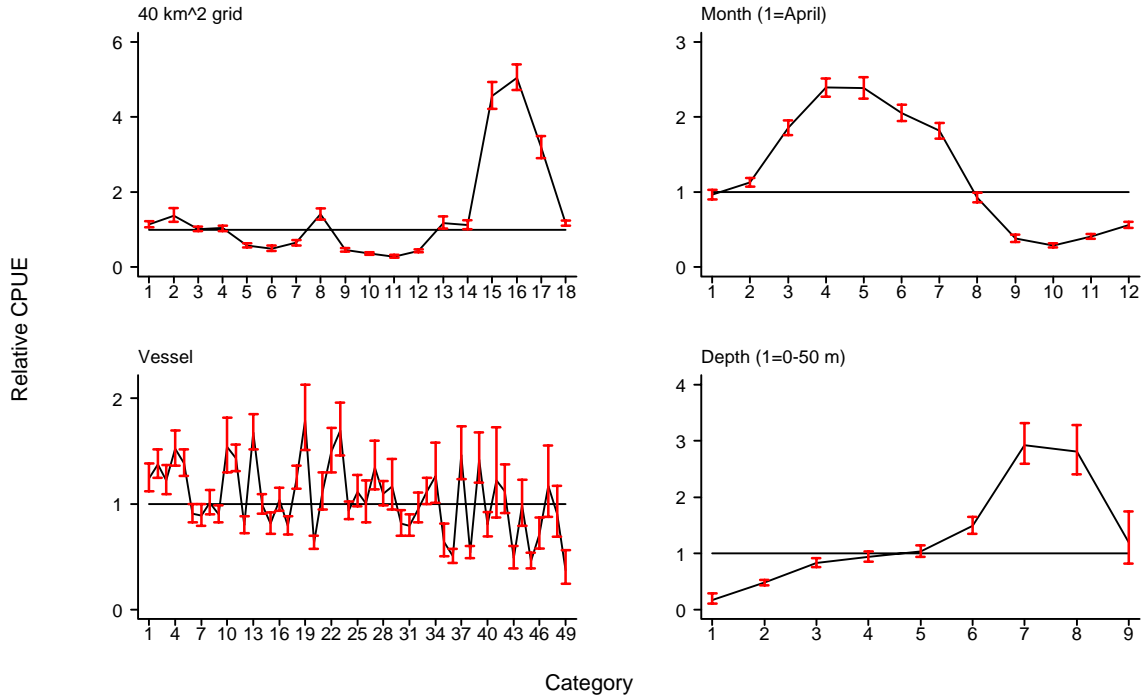 40 km^2 grid
6
4
2
0
1 2 3 4 5 6 7 8 9 10 11 12 13 14 15 16 17 18
Month (1=April)
3
2
1
0
1 2 3 4 5 6 7 8 9 10 11 12
Relative CPUE
Vessel
2
1
0
1 4 7 10 13 16 19 22 25 28 31 34 37 40 43 46 49
Depth (1=0-50 m)
4
3
2
1
0
1 2 3 4 5 6 7 8 9
Category